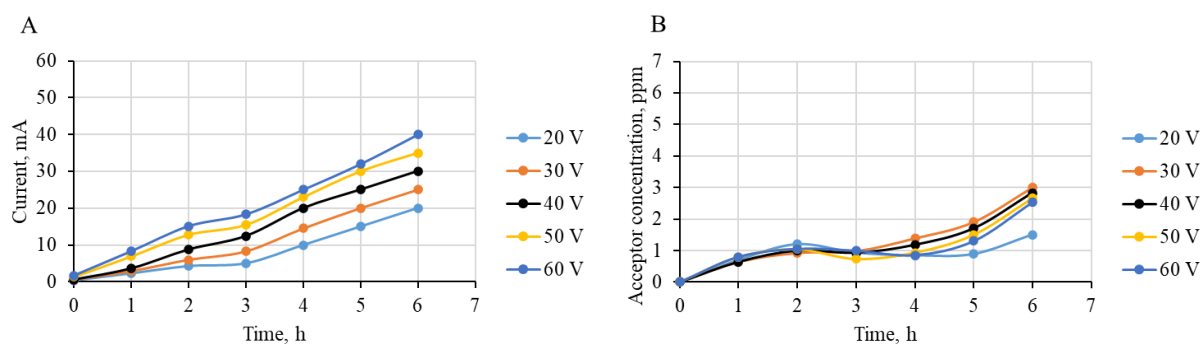 A
Current, mA
60
50
40
30
20
10
0
0 1 2 3 4 5 6 7
Time, h
20 V
30 V
40 V
50 V
60 V
B
Acceptor concentration, ppm
7
6
5
4
3
2
1
0
0 1 2 3 4 5 6 7
Time, h
20 V
30 V
40 V
50 V
60 V